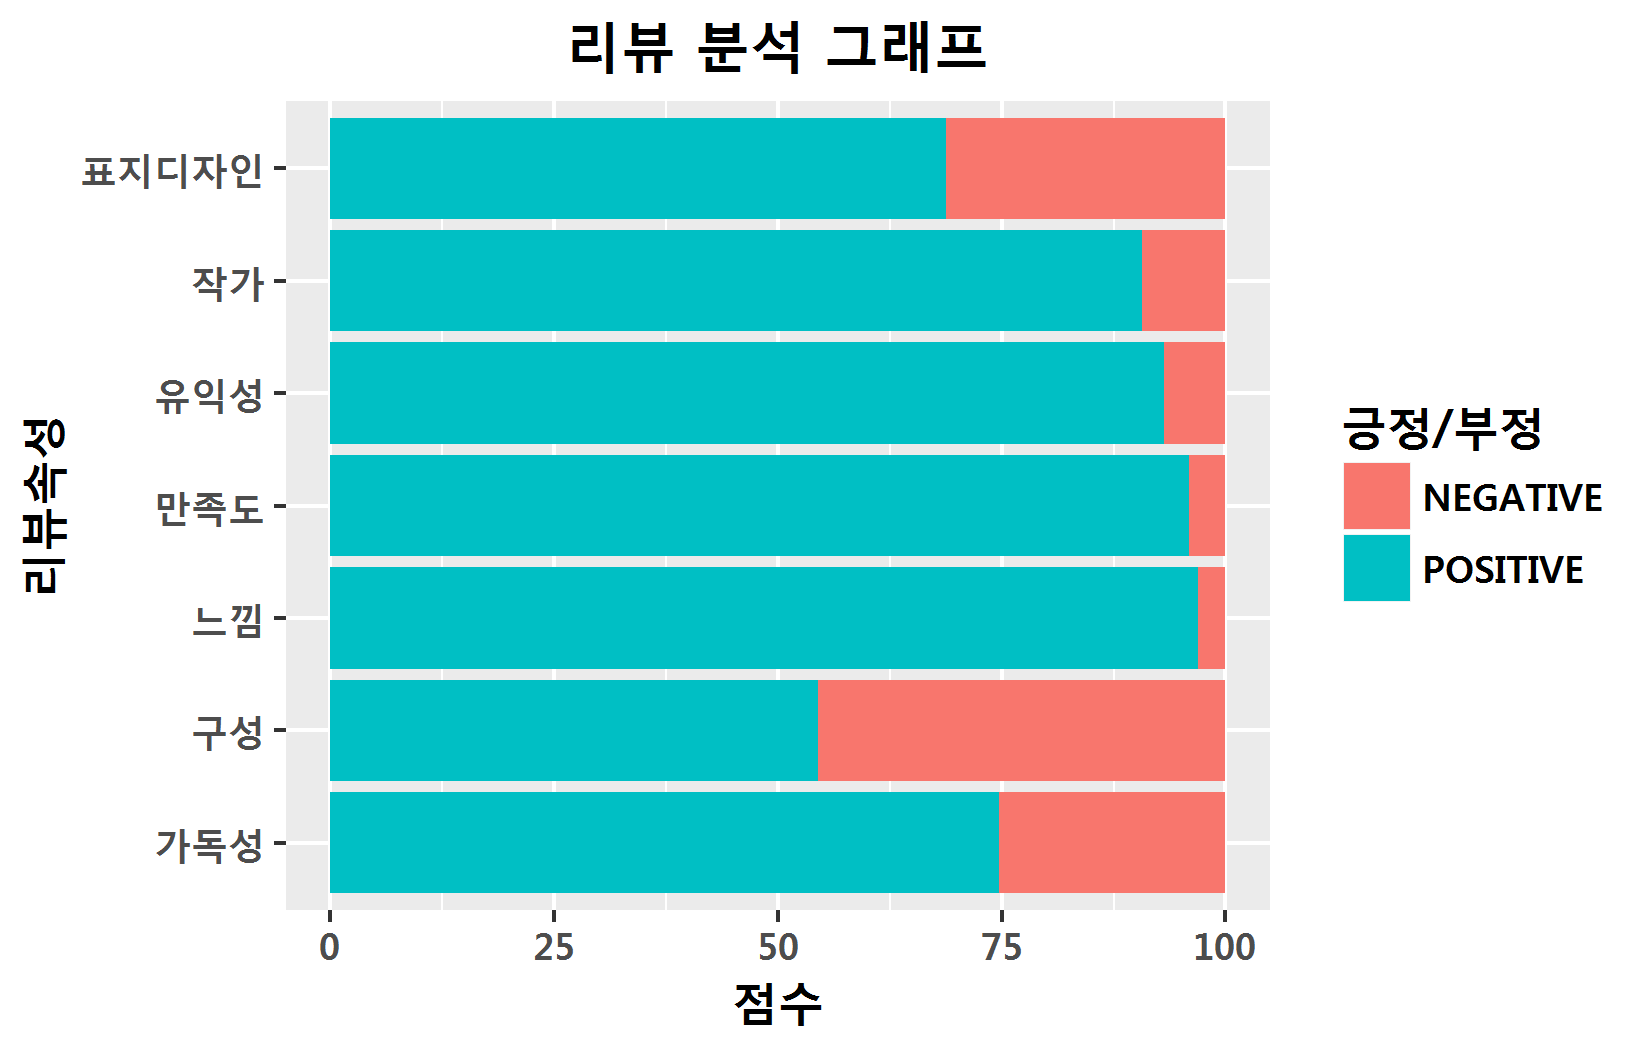 리뷰 분석 그래프
리뷰속성
표지디자인
작가
유익성
만족도
느낌
구성
가독성
0 25 50 75 100
점수
긍정/부정
NEGATIVE
POSITIVE